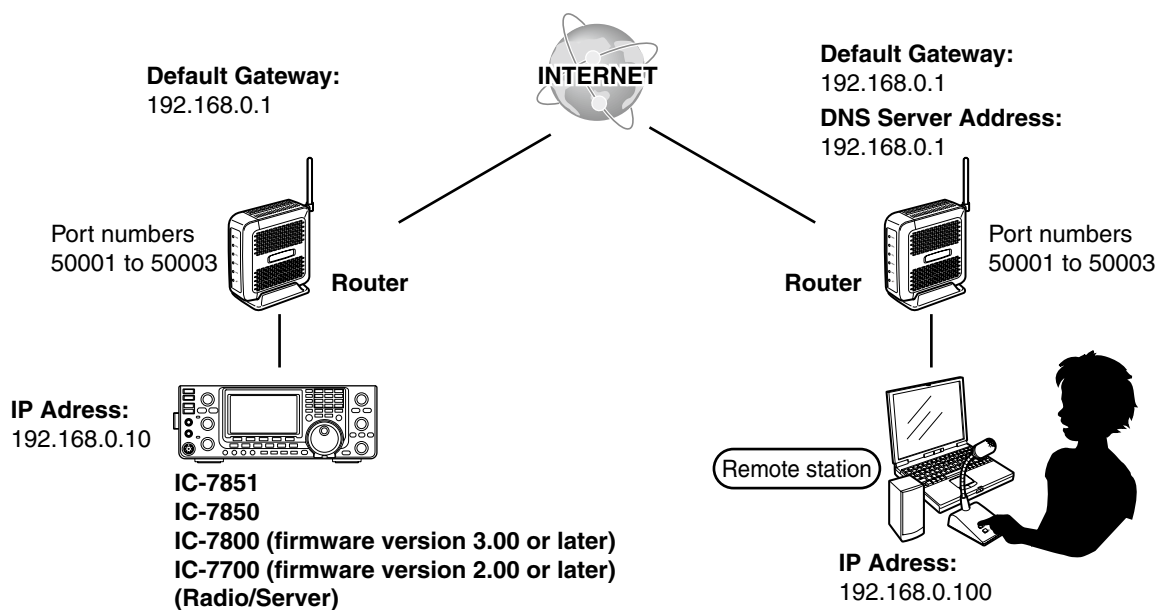 INTERNET
Default Gateway:
192.168.0.1
Default Gateway:
192.168.0.1
DNS Server Address:
192.168.0.1
Port numbers
50001 to 50003
Router
Router
Port numbers
50001 to 50003
IP Adress:
192.168.0.10
IC-7851
IC-7850
IC-7800 (firmware version 3.00 or later)
IC-7700 (firmware version 2.00 or later)
(Radio/Server)
Remote station
IP Adress:
192.168.0.100